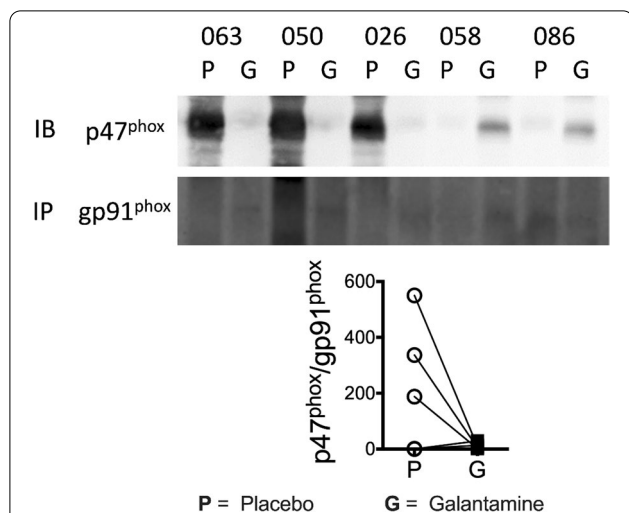 063 050 026 058 086
P G P G P G P G P G
IB p47phox
IP gp91phox
p47phox/gp91phox
600
400
200
0
P G
P = Placebo G = Galantamine